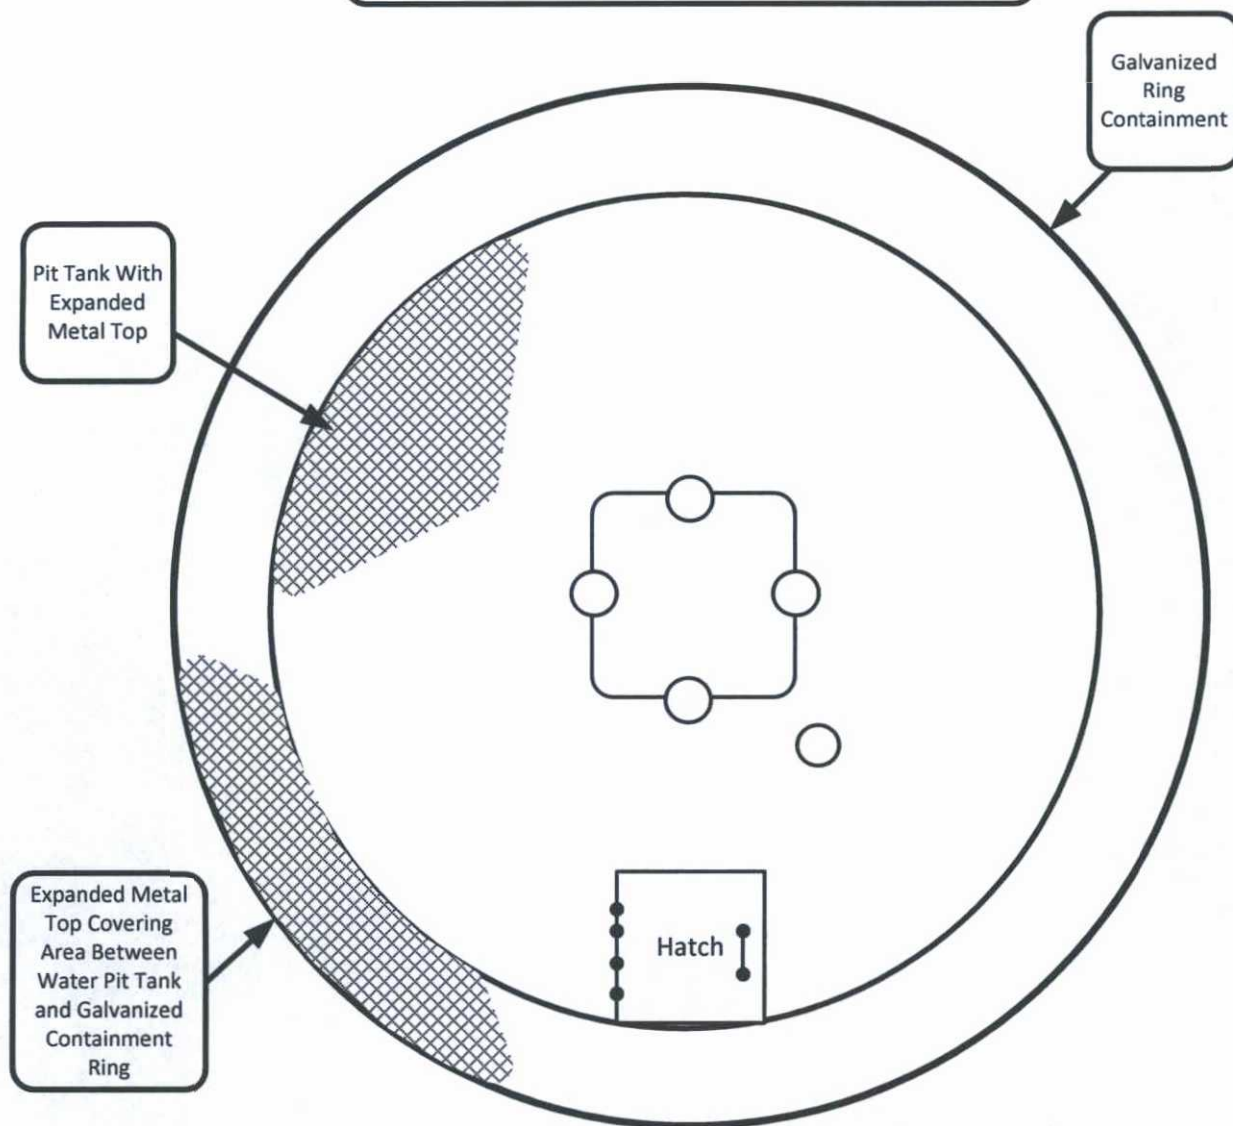 Galvanized
Ring
Containment
Pit Tank With
Expanded
Metal Top
Expanded Metal
Top Covering
Area Between
Water Pit Tank
and Galvanized
Containment
Ring
Hatch